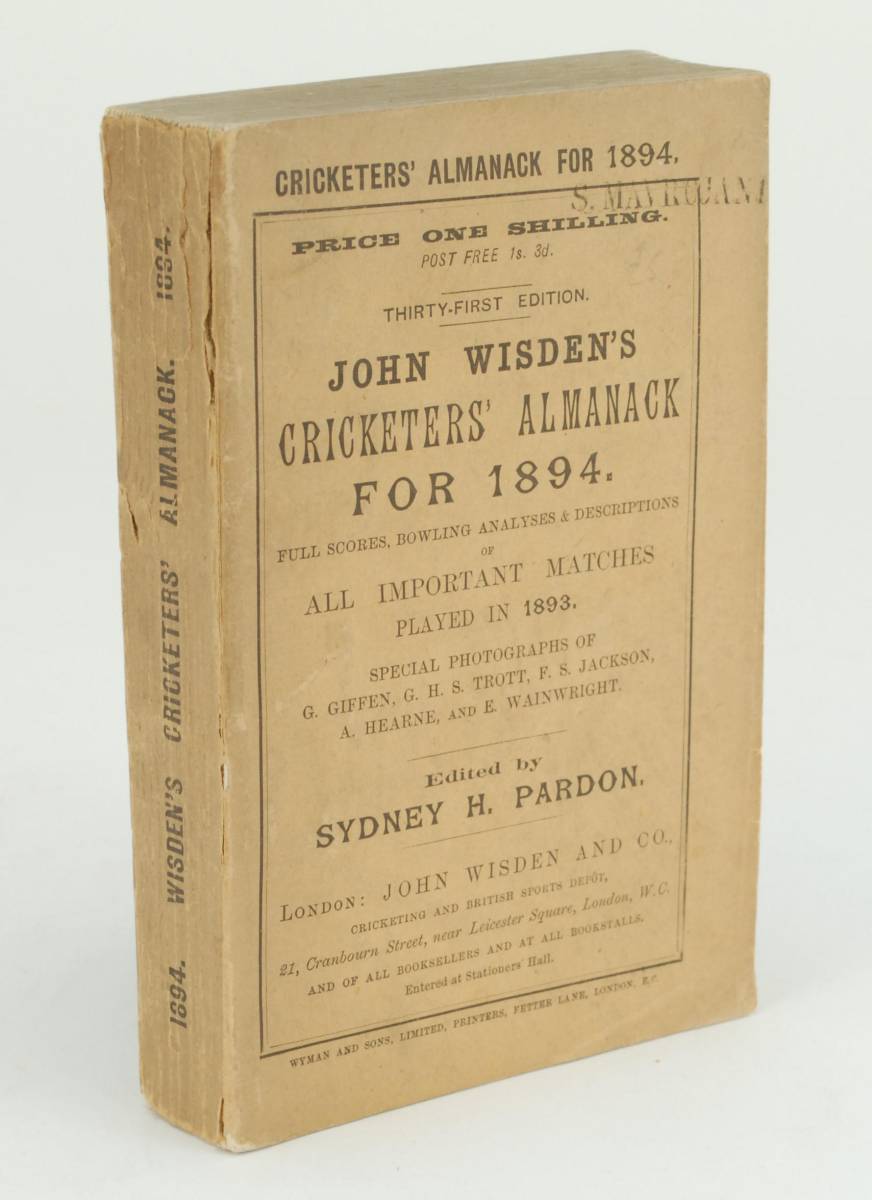 CRICKETERS' ALMANACK FOR 1894.
PRICE ONE SHILLING.
POST FREE 1s. 3d.
THIRTY-FIRST EDITION.
JOHN WISDEN'S
CRICKETERS' ALMANACK
FOR 1894.
FULL SCORES, BOWLING ANALYSES & DESCRIPTIONS
OF
ALL IMPORTANT MATCHES
PLAYED IN 1893.
SPECIAL PHOTOGRAPHS OF
G. GIFFEN, G. H. S. TROTT, F. S. JACKSON,
A. HEARNE, AND E. WAINWRIGHT.
Edited by
SYDNEY H. PARDON.
LONDON: JOHN WISDEN AND CO.,
CRICKETING AND BRITISH SPORTS DEPÔT,
21, Cranbourn Street, near Leicester Square, London, W.C.
AND OF ALL BOOKSELLERS AND AT ALL BOOKSTALLS.
Entered at Stationers' Hall.
WYMAN AND SONS, LIMITED, PRINTERS, FETTER LANE, LONDON, E.C.
1894. WISDEN'S CRICKETERS' ALMANACK. 1894.